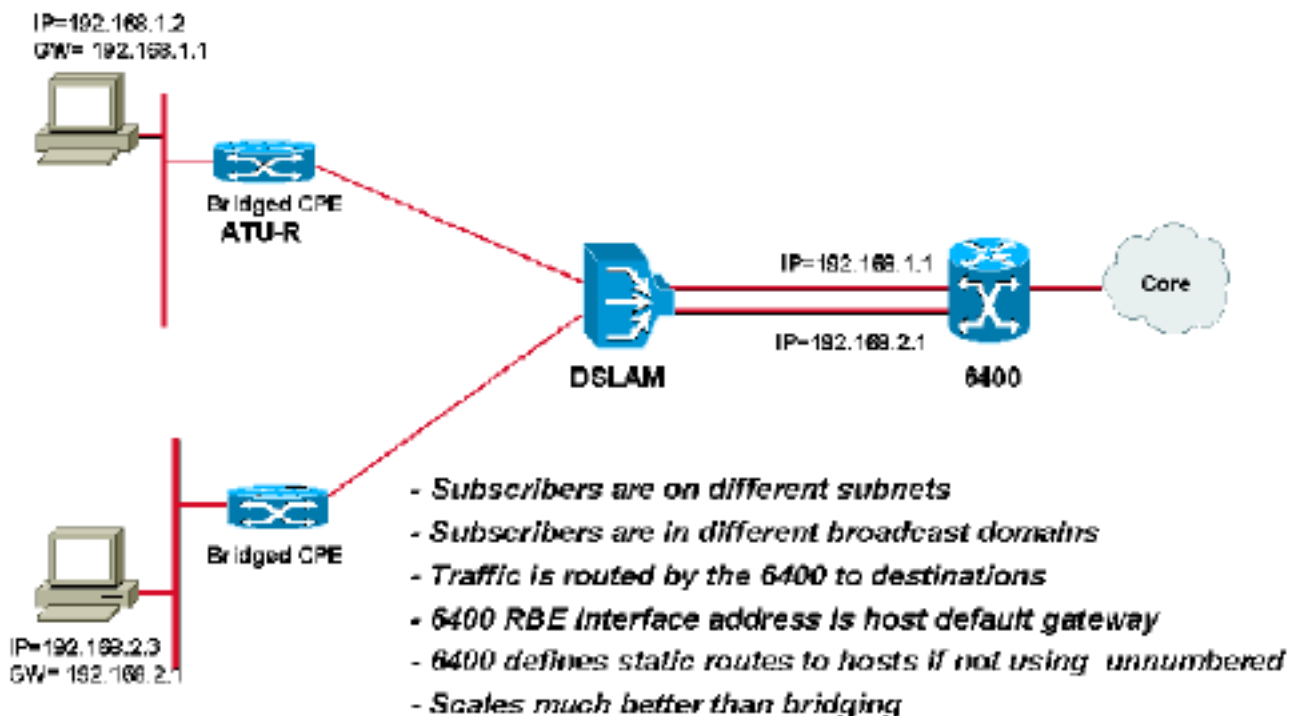 IP=192.168.1.2
GW= 192.168.1.1
Bridged CPE
ATU-R
IP=192.168.1.1
IP=192.168.2.1
Core
DSLAM
6400
Bridged CPE
IP=192.168.2.3
GW= 192.168.2.1
- Subscribers are on different subnets
- Subscribers are in different broadcast domains
- Traffic is routed by the 6400 to destinations
- 6400 RBE interface address is host default gateway
- 6400 defines static routes to hosts if not using unnumbered
- Scales much better than bridging